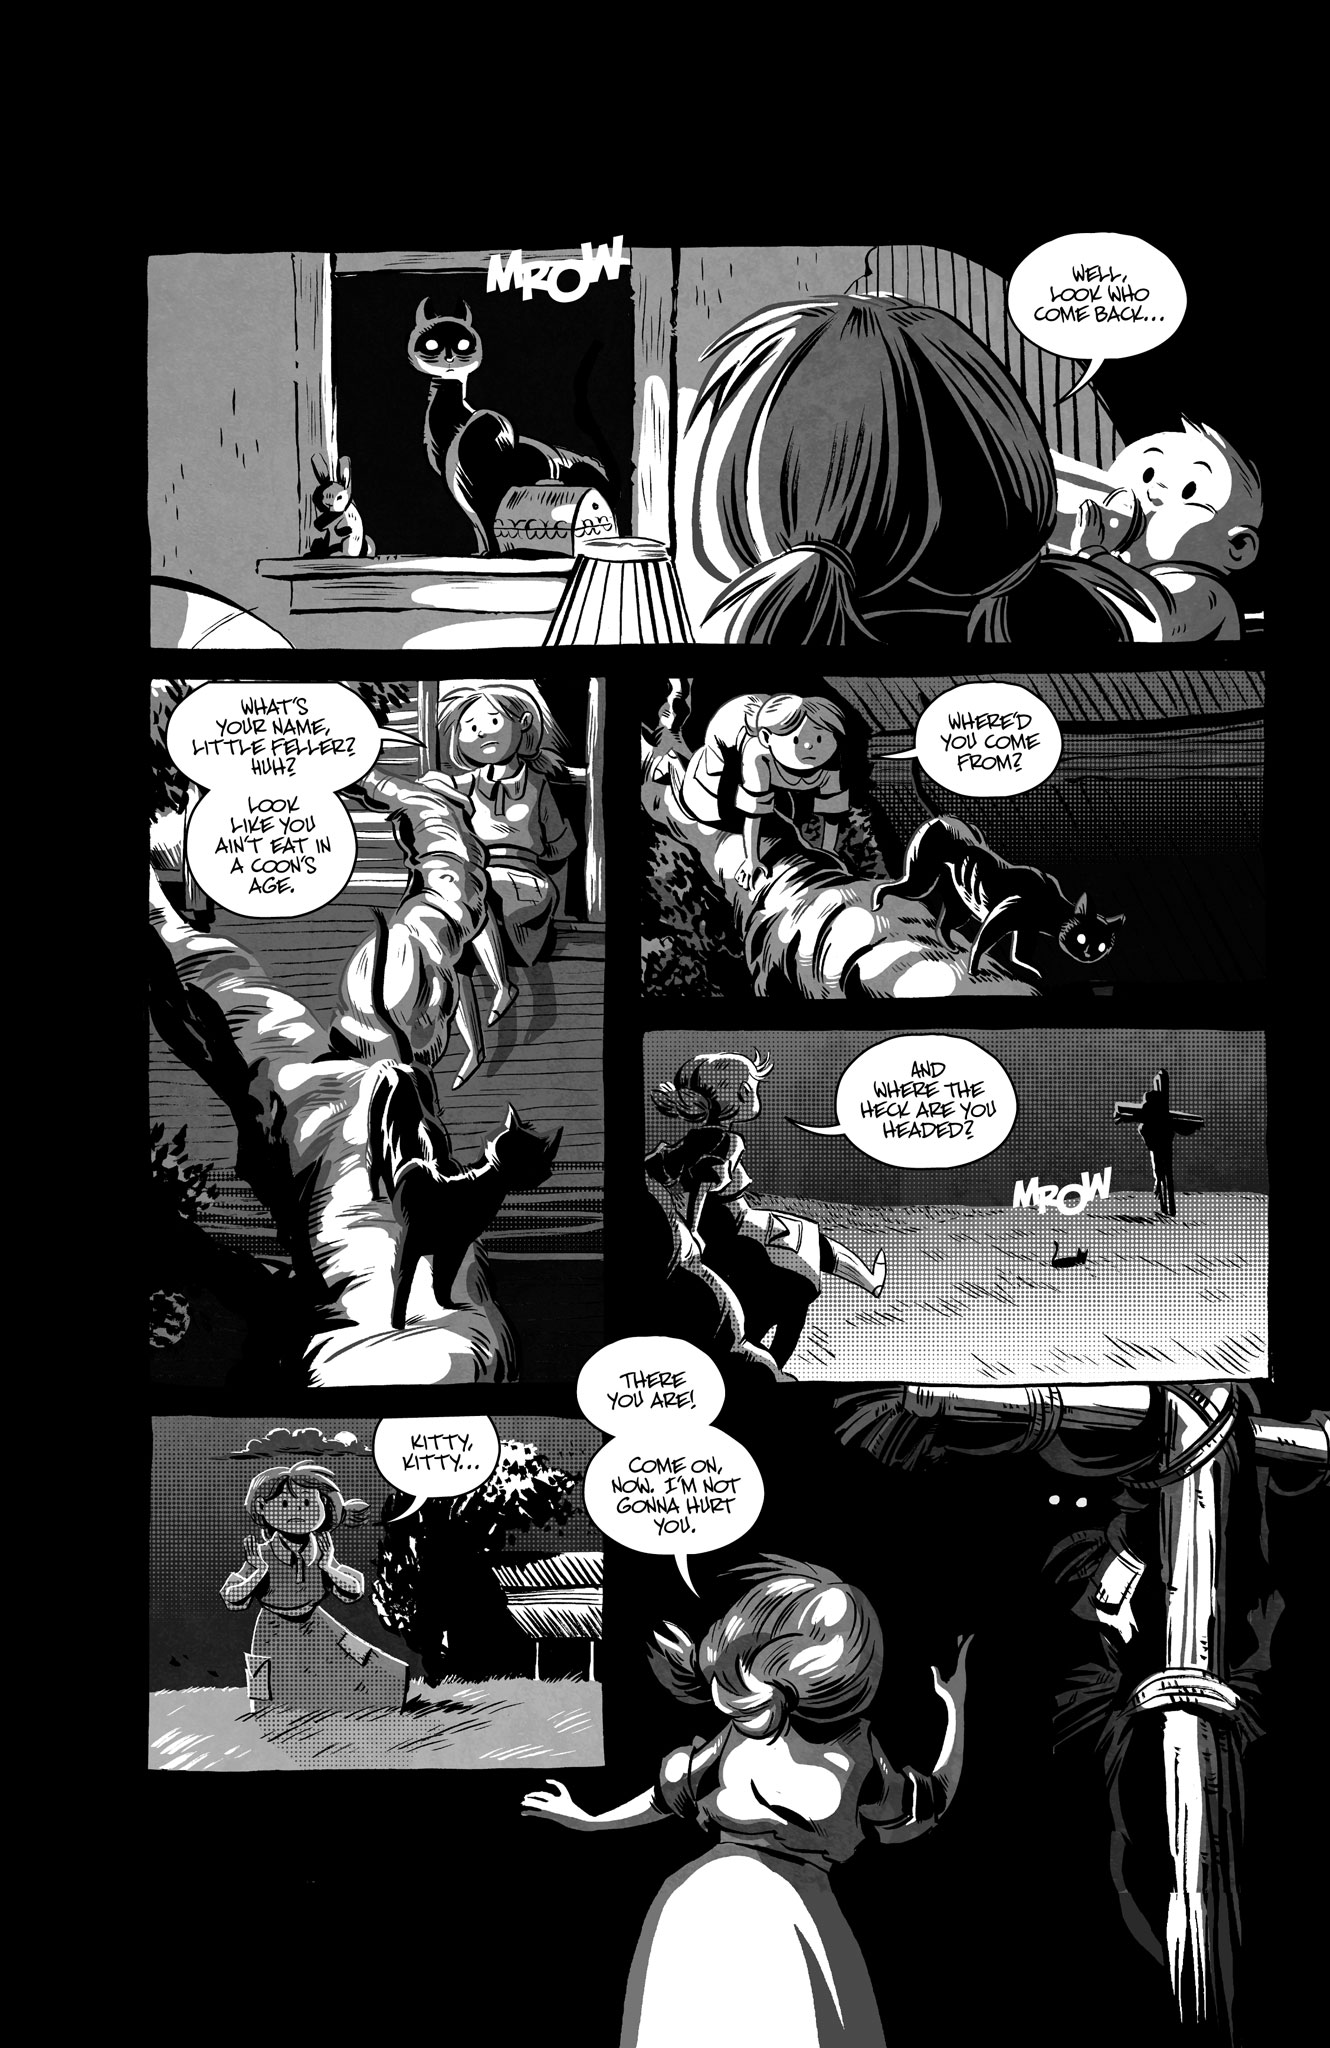 MROW
WELL,
LOOK WHO
COME BACK...
WHAT'S
YOUR NAME,
LITTLE FELLER?
HUH?
LOOK
LIKE YOU
AIN'T EAT IN
A COON'S
AGE.
WHERE'D
YOU COME
FROM?
AND
WHERE THE
HECK ARE YOU
HEADED?
MROW
KITTY,
KITTY...
THERE
YOU ARE!
COME ON,
NOW. I'M NOT
GONNA HURT
YOU.